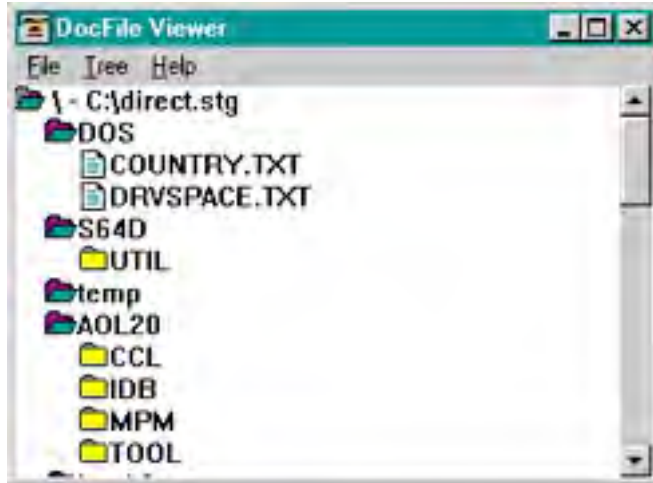 DocFile Viewer
File Tree Help
\ - C:\direct.stg
DOS
COUNTRY.TXT
DRVSPACE.TXT
S64D
UTIL
temp
AOL20
CCL
IDB
MPM
TOOL